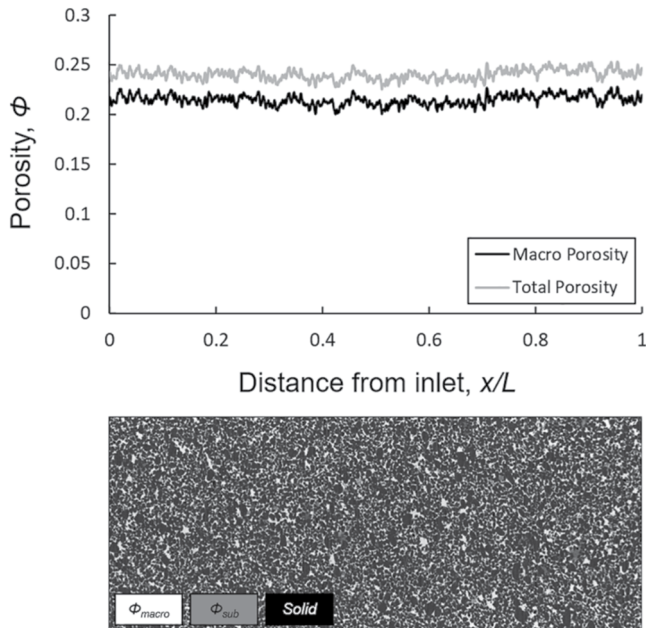 0.3
0.25
0.2
0.15
0.1
0.05
0
Porosity, Φ
Macro Porosity
Total Porosity
0 0.2 0.4 0.6 0.8 1
Distance from inlet, x/L
Φmacro Φsub Solid